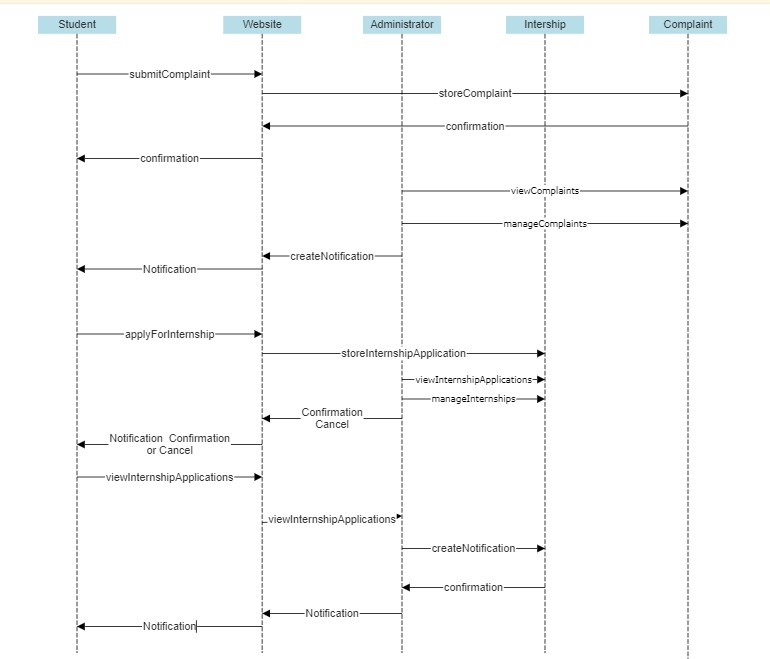 Student
Website
Administrator
Intership
Complaint
submitComplaint
storeComplaint
confirmation
confirmation
viewComplaints
manageComplaints
createNotification
Notification
applyForInternship
storeInternshipApplication
viewInternshipApplications
manageInternships
Confirmation
Cancel
Notification Confirmation
or Cancel
viewInternshipApplications
viewInternshipApplications
createNotification
confirmation
Notification
Notification